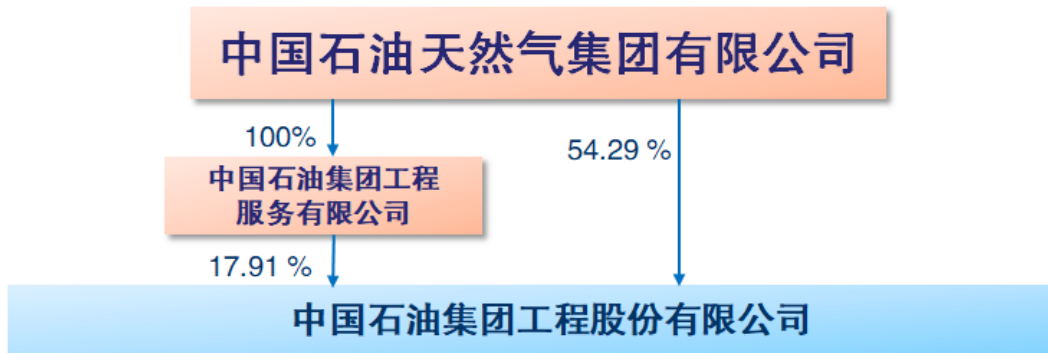 中国石油天然气集团有限公司
100%
54.29 %
中国石油集团工程
服务有限公司
17.91 %
中国石油集团工程股份有限公司